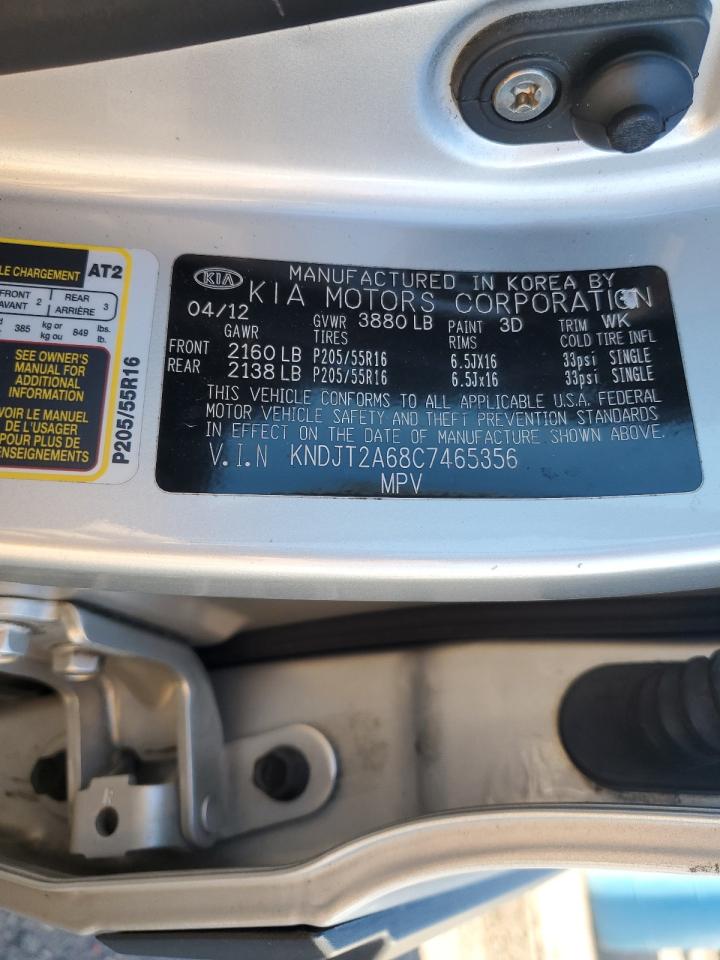 LE CHARGEMENT AT2
FRONT 2 REAR 3
AVANT ARRIÈRE
385 kg or 849 lbs.
kg ou lb.
SEE OWNER'S
MANUAL FOR
ADDITIONAL
INFORMATION
VOIR LE MANUEL
DE L'USAGER
POUR PLUS DE
RENSEIGNEMENTS
P205/55R16
KIA MANUFACTURED IN KOREA BY
KIA MOTORS CORPORATION
04/12 GVWR 3880 LB PAINT 3D TRIM WK
GAWR TIRES RIMS COLD TIRE INFL
FRONT 2160 LB P205/55R16 6.5JX16 33psi SINGLE
REAR 2138 LB P205/55R16 6.5Jx16 33psi SINGLE
THIS VEHICLE CONFORMS TO ALL APPLICABLE U.S.A. FEDERAL
MOTOR VEHICLE SAFETY AND THEFT PREVENTION STANDARDS
IN EFFECT ON THE DATE OF MANUFACTURE SHOWN ABOVE.
V.I.N KNDJT2A68C7465356
MPV